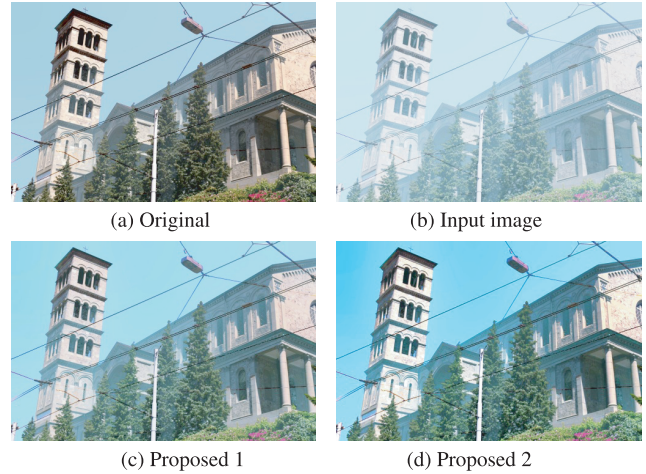 (a) Original
(b) Input image
(c) Proposed 1
(d) Proposed 2